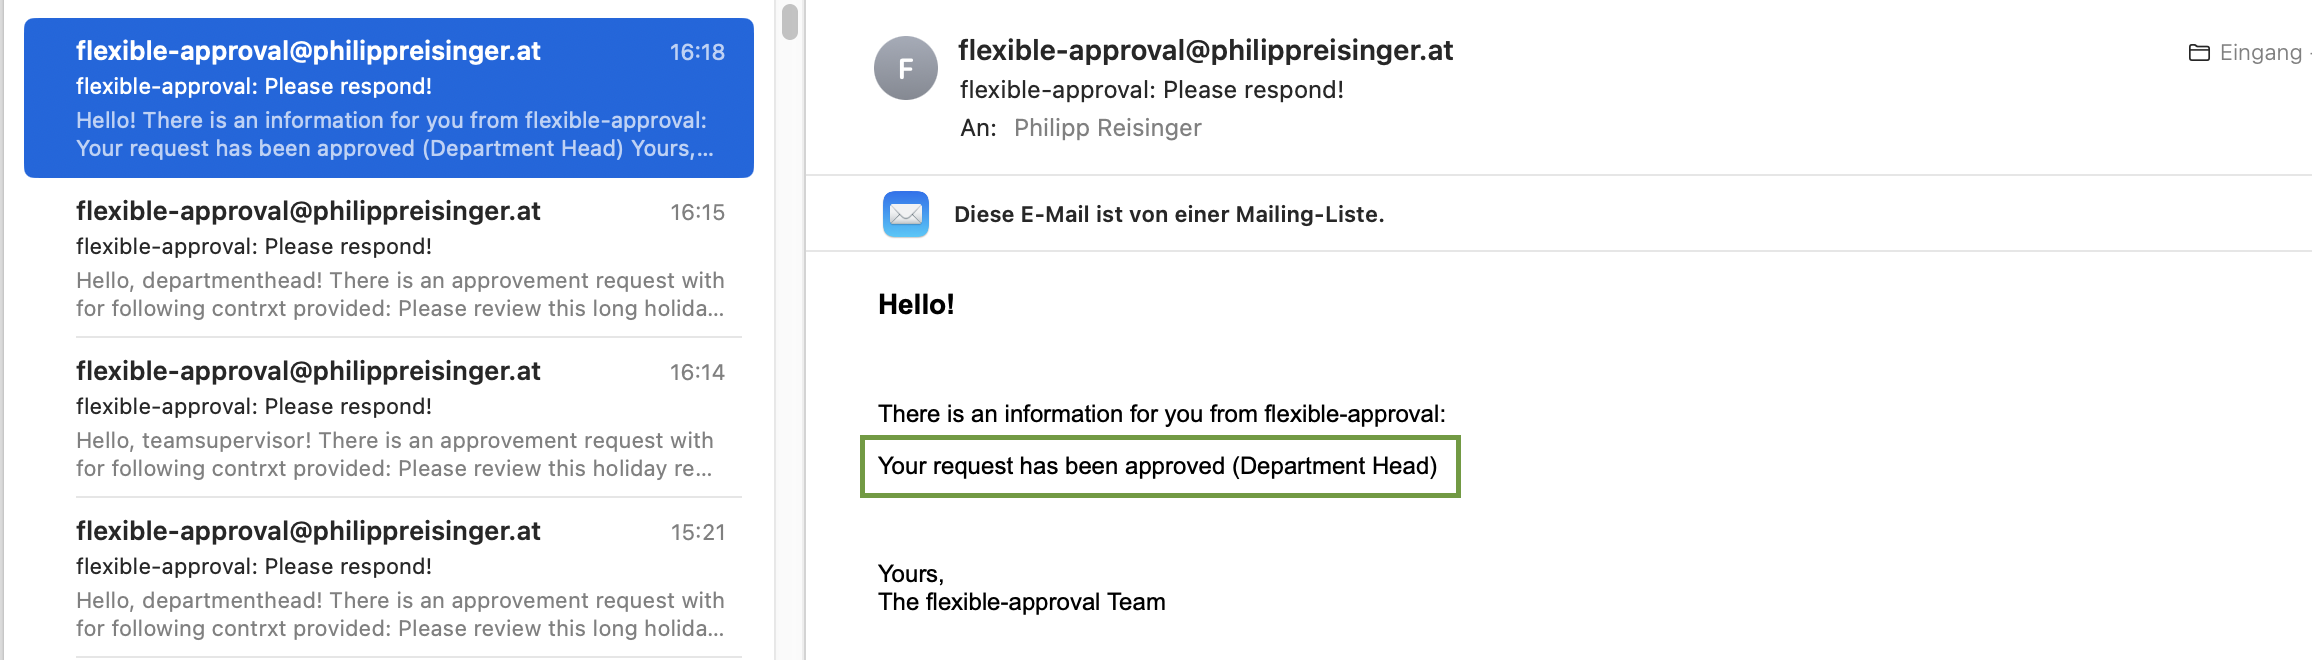 flexible-approval@philippreisinger.at 16:18
flexible-approval: Please respond!
Hello! There is an information for you from flexible-approval:
Your request has been approved (Department Head) Yours,...
flexible-approval@philippreisinger.at 16:15
flexible-approval: Please respond!
Hello, departmenthead! There is an approvement request with
for following contrxt provided: Please review this long holida...
flexible-approval@philippreisinger.at 16:14
flexible-approval: Please respond!
Hello, teamsupervisor! There is an approvement request with
for following contrxt provided: Please review this holiday re...
flexible-approval@philippreisinger.at 15:21
flexible-approval: Please respond!
Hello, departmenthead! There is an approvement request with
for following contrxt provided: Please review this long holida...
F
flexible-approval@philippreisinger.at
Eingang
flexible-approval: Please respond!
An: Philipp Reisinger
Diese E-Mail ist von einer Mailing-Liste.
Hello!
There is an information for you from flexible-approval:
Your request has been approved (Department Head)
Yours,
The flexible-approval Team